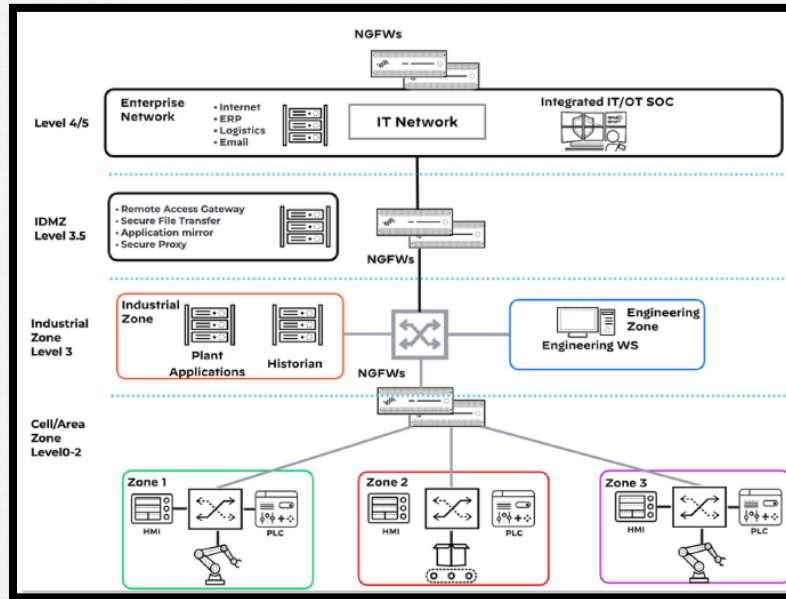 NGFWs
Level 4/5
Enterprise
Network
• Internet
• ERP
• Logistics
• Email
IT Network
Integrated IT/OT SOC
IDMZ
Level 3.5
• Remote Access Gateway
• Secure File Transfer
• Application mirror
• Secure Proxy
NGFWs
Industrial
Zone
Level 3
Industrial
Zone
Plant
Applications
Historian
Engineering
Zone
Engineering WS
NGFWs
Cell/Area
Zone
Level0-2
Zone 1
HMI
PLC
Zone 2
HMI
PLC
Zone 3
HMI
PLC